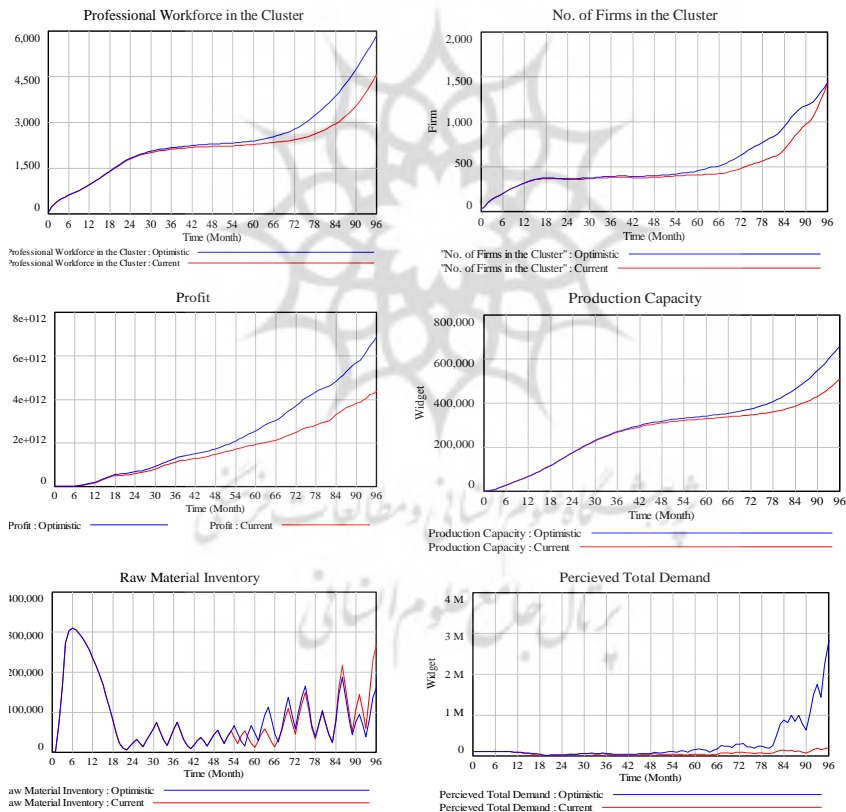 Professional Workforce in the Cluster
6,000
4,500
3,000
1,500
0
0 6 12 18 24 30 36 42 48 54 60 66 72 78 84 90 96
Time (Month)
Professional Workforce in the Cluster : Optimistic
Professional Workforce in the Cluster : Current
No. of Firms in the Cluster
2,000
1,500
1,000
500
0
Firm
0 6 12 18 24 30 36 42 48 54 60 66 72 78 84 90 96
Time (Month)
"No. of Firms in the Cluster" : Optimistic
"No. of Firms in the Cluster" : Current
Profit
8e+012
6e+012
4e+012
2e+012
0
0 6 12 18 24 30 36 42 48 54 60 66 72 78 84 90 96
Time (Month)
Profit : Optimistic
Profit : Current
Production Capacity
800,000
600,000
400,000
200,000
0
Widget
0 6 12 18 24 30 36 42 48 54 60 66 72 78 84 90 96
Time (Month)
Production Capacity : Optimistic
Production Capacity : Current
پژوهشگاه علوم انسانی و مطالعات فرهنگی
پرتال جامع علوم انسانی
Raw Material Inventory
400,000
300,000
200,000
100,000
0
0 6 12 18 24 30 36 42 48 54 60 66 72 78 84 90 96
Time (Month)
aw Material Inventory : Optimistic
aw Material Inventory : Current
Percieved Total Demand
4 M
3 M
2 M
1 M
0
Widget
0 6 12 18 24 30 36 42 48 54 60 66 72 78 84 90 96
Time (Month)
Percieved Total Demand : Optimistic
Percieved Total Demand : Current